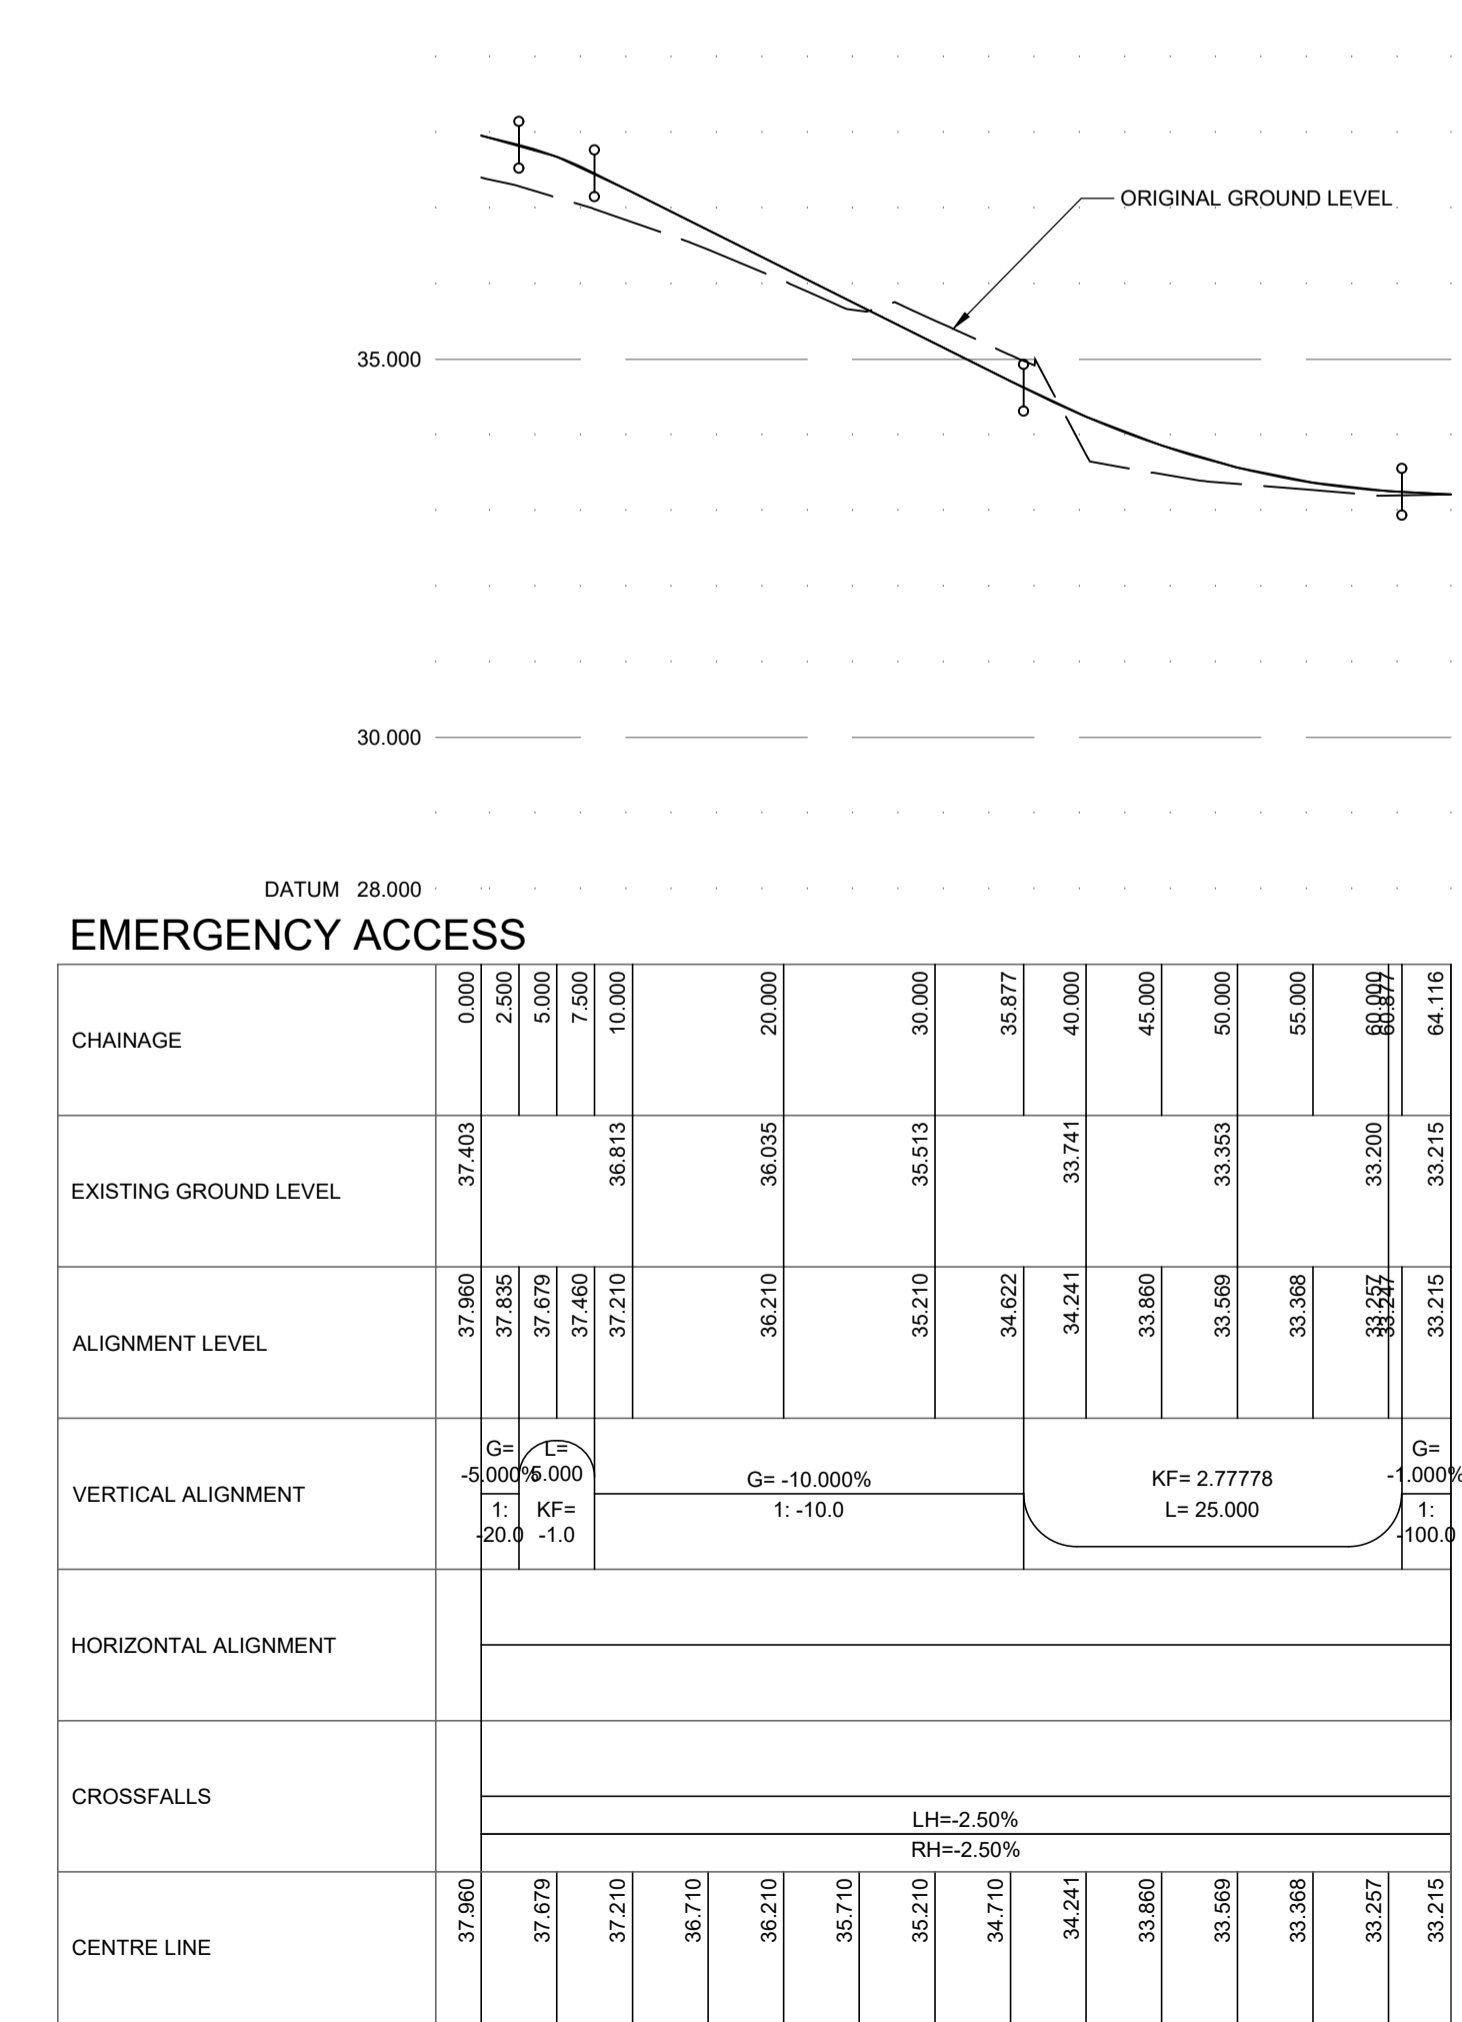 ORIGINAL GROUND LEVEL
35.000
30.000
DATUM 28.000
EMERGENCY ACCESS
CHAINAGE 0.000 2.500 5.000 7.500 10.000 20.000 30.000 35.877 40.000 45.000 50.000 55.000 60.000 60.877 64.116
EXISTING GROUND LEVEL 37.403 36.813 36.035 35.513 33.741 33.353 33.200 33.215
ALIGNMENT LEVEL 37.960 37.835 37.679 37.460 37.210 36.210 35.210 34.622 34.241 33.860 33.569 33.368 33.257 33.247 33.215
VERTICAL ALIGNMENT
G=
-5.000%
1:
-20.0
L=
5.000
KF=
-1.0
G= -10.000%
1: -10.0
KF= 2.77778
L= 25.000
G=
-1.000%
1:
-100.0
HORIZONTAL ALIGNMENT
CROSSFALLS
LH=-2.50%
RH=-2.50%
CENTRE LINE 37.960 37.679 37.210 36.710 36.210 35.710 35.210 34.710 34.241 33.860 33.569 33.368 33.257 33.215